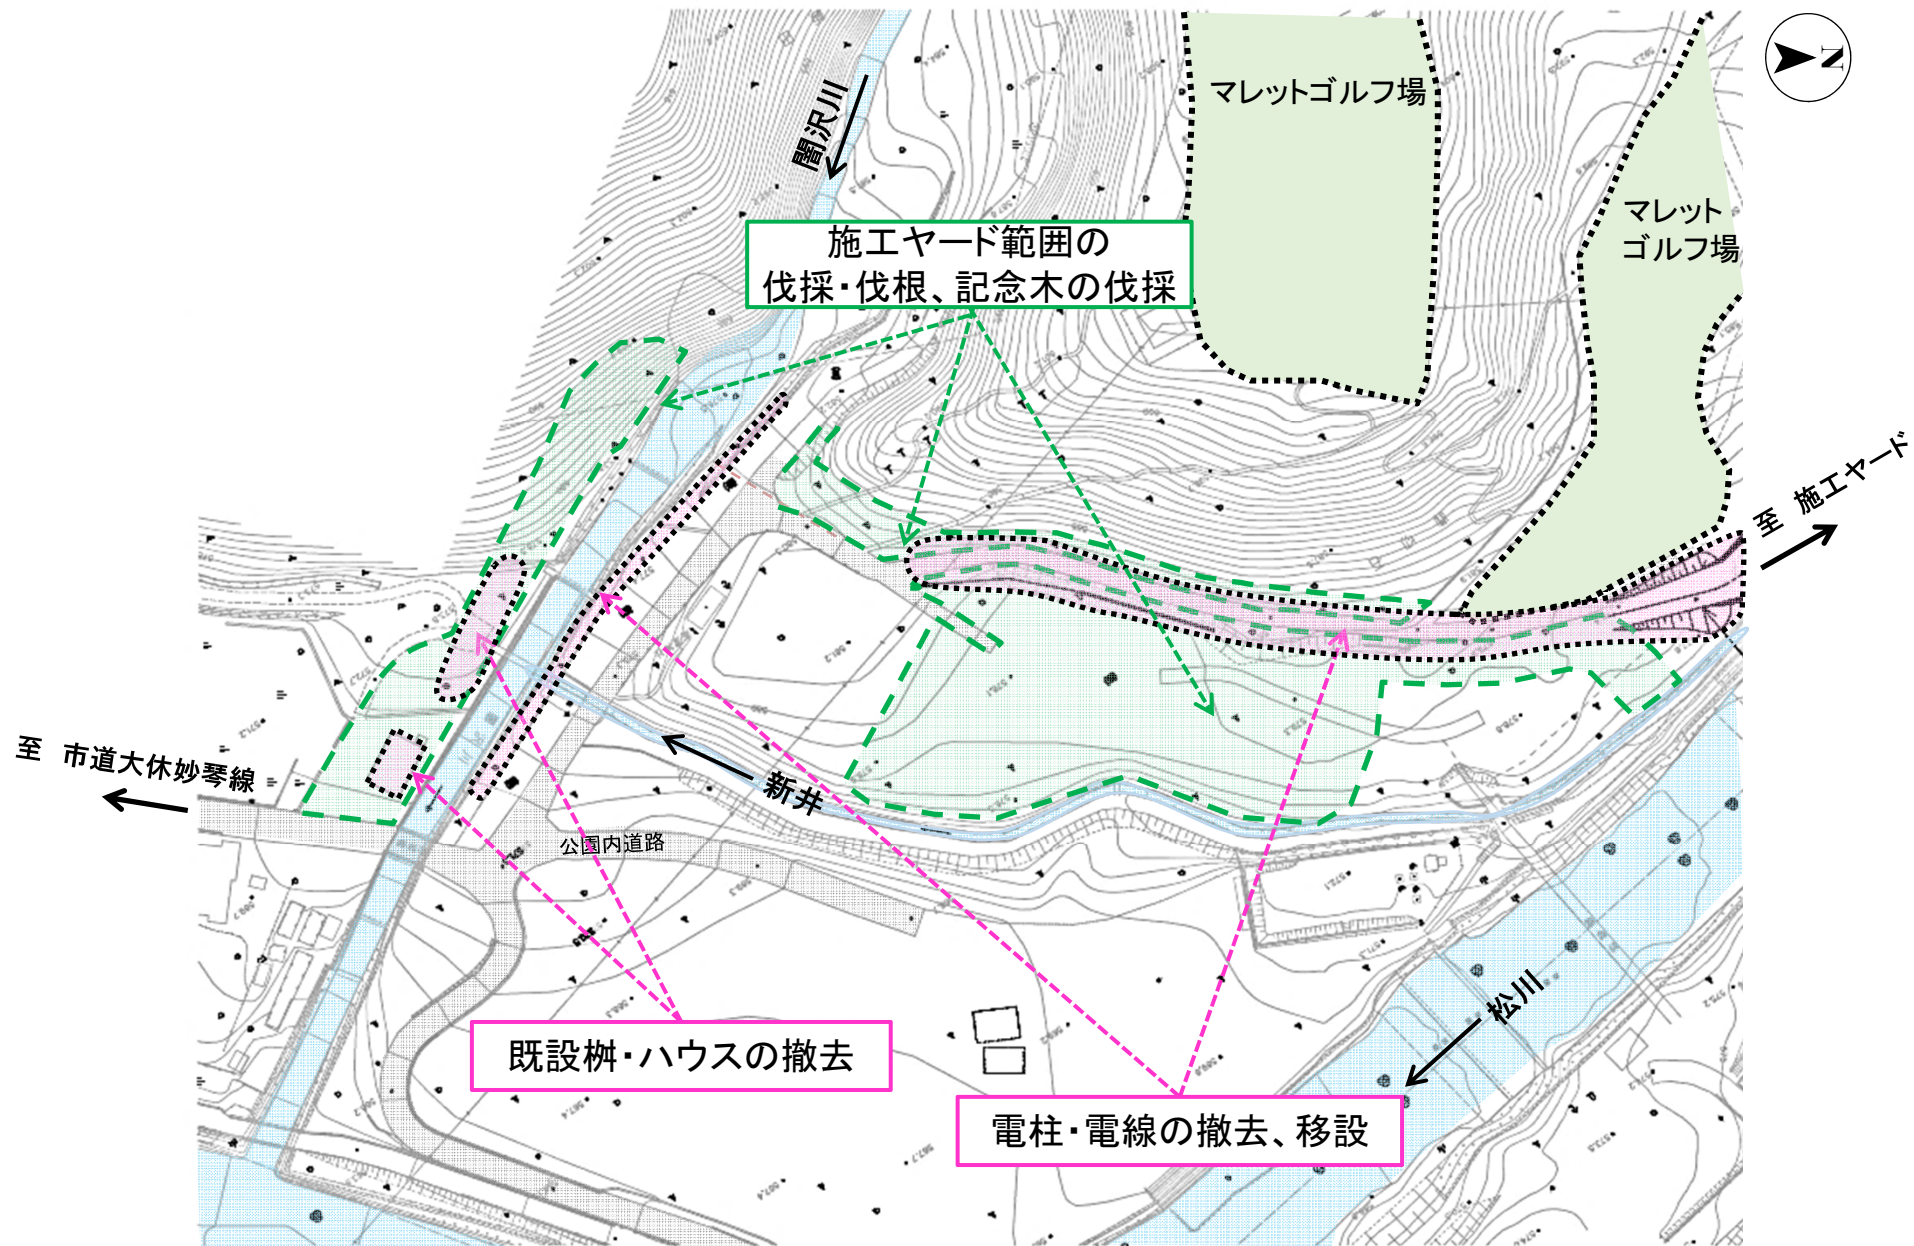 N
マレットゴルフ場
マレット
ゴルフ場
闇沢川
施工ヤード範囲の
伐採・伐根、記念木の伐採
至 施工ヤード
至 市道大休妙琴線
新井
公園内道路
松川
既設桝・ハウスの撤去
電柱・電線の撤去、移設